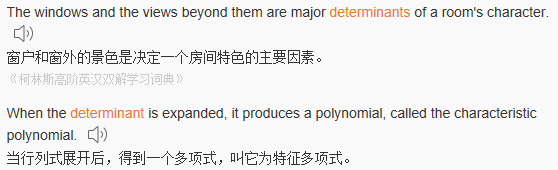 The windows and the views beyond them are major determinants of a room's character.
窗户和窗外的景色是决定一个房间特色的主要因素。
《柯林斯高阶英汉双解学习词典》
When the determinant is expanded, it produces a polynomial, called the characteristic
polynomial.
当行列式展开后，得到一个多项式，叫它为特征多项式。